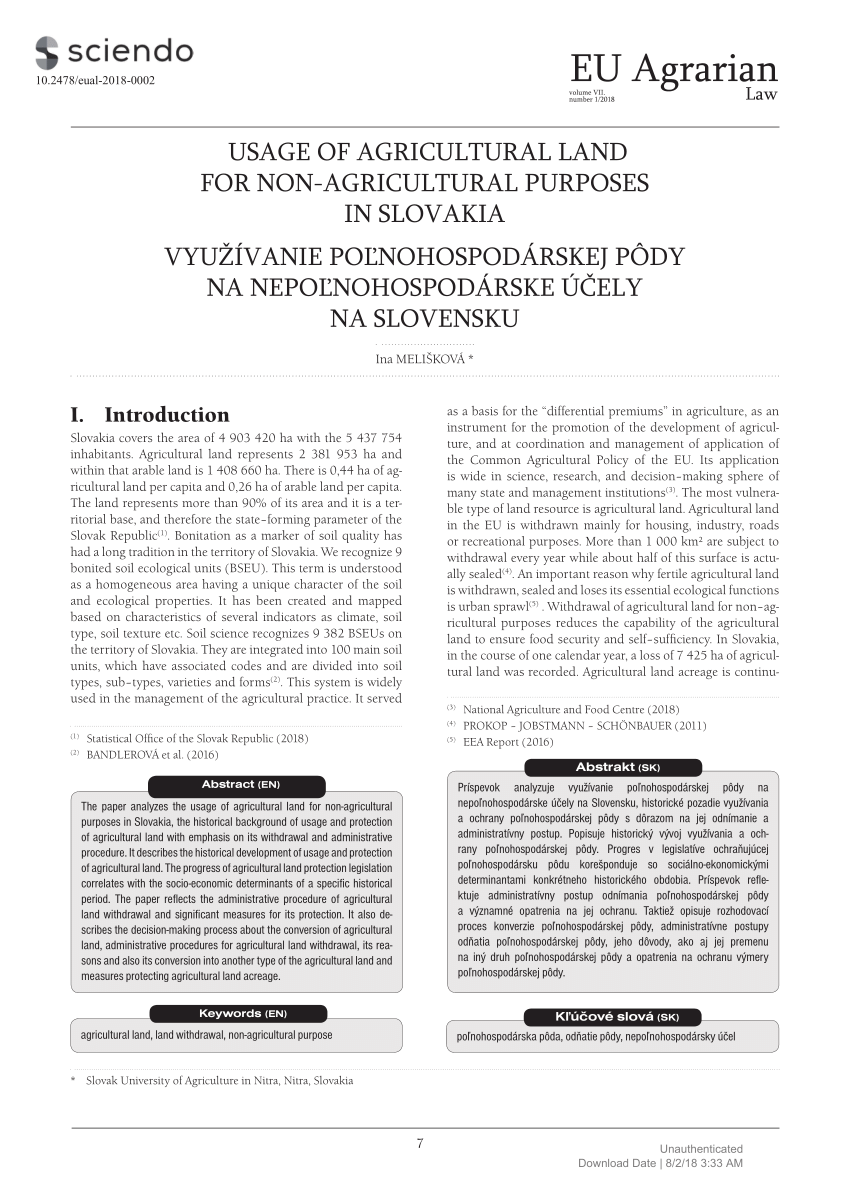 sciendo
10.2478/eual-2018-0002
EU Agrarian
Law
volume VII.
number 1/2018
USAGE OF AGRICULTURAL LAND
FOR NON-AGRICULTURAL PURPOSES
IN SLOVAKIA
VYUŽÍVANIE POĽNOHOSPODÁRSKEJ PÔDY
NA NEPOĽNOHOSPODÁRSKE ÚČELY
NA SLOVENSKU
Ina MELIŠKOVÁ *
I. Introduction
Slovakia covers the area of 4 903 420 ha with the 5 437 754
inhabitants. Agricultural land represents 2 381 953 ha and
within that arable land is 1 408 660 ha. There is 0,44 ha of ag-
ricultural land per capita and 0,26 ha of arable land per capita.
The land represents more than 90% of its area and it is a ter-
ritorial base, and therefore the state-forming parameter of the
Slovak Republic(1). Bonitation as a marker of soil quality has
had a long tradition in the territory of Slovakia. We recognize 9
bonited soil ecological units (BSEU). This term is understood
as a homogeneous area having a unique character of the soil
and ecological properties. It has been created and mapped
based on characteristics of several indicators as climate, soil
type, soil texture etc. Soil science recognizes 9 382 BSEUs on
the territory of Slovakia. They are integrated into 100 main soil
units, which have associated codes and are divided into soil
types, sub-types, varieties and forms(2). This system is widely
used in the management of the agricultural practice. It served
(1) Statistical Office of the Slovak Republic (2018)
(2) BANDLEROVÁ et al. (2016)
as a basis for the “differential premiums” in agriculture, as an
instrument for the promotion of the development of agricul-
ture, and at coordination and management of application of
the Common Agricultural Policy of the EU. Its application
is wide in science, research, and decision-making sphere of
many state and management institutions(3). The most vulnera-
ble type of land resource is agricultural land. Agricultural land
in the EU is withdrawn mainly for housing, industry, roads
or recreational purposes. More than 1 000 km² are subject to
withdrawal every year while about half of this surface is actu-
ally sealed(4). An important reason why fertile agricultural land
is withdrawn, sealed and loses its essential ecological functions
is urban sprawl(5) . Withdrawal of agricultural land for non-ag-
ricultural purposes reduces the capability of the agricultural
land to ensure food security and self-sufficiency. In Slovakia,
in the course of one calendar year, a loss of 7 425 ha of agricul-
tural land was recorded. Agricultural land acreage is continu-
(3) National Agriculture and Food Centre (2018)
(4) PROKOP - JOBSTMANN - SCHÖNBAUER (2011)
(5) EEA Report (2016)
Abstract (EN)
The paper analyzes the usage of agricultural land for non-agricultural
purposes in Slovakia, the historical background of usage and protection
of agricultural land with emphasis on its withdrawal and administrative
procedure. It describes the historical development of usage and protection
of agricultural land. The progress of agricultural land protection legislation
correlates with the socio-economic determinants of a specific historical
period. The paper reflects the administrative procedure of agricultural
land withdrawal and significant measures for its protection. It also de-
scribes the decision-making process about the conversion of agricultural
land, administrative procedures for agricultural land withdrawal, its rea-
sons and also its conversion into another type of the agricultural land and
measures protecting agricultural land acreage.
Keywords (EN)
agricultural land, land withdrawal, non-agricultural purpose
Abstrakt (SK)
Príspevok analyzuje využívanie poľnohospodárskej pôdy na
nepoľnohospodárske účely na Slovensku, historické pozadie využívania
a ochrany poľnohospodárskej pôdy s dôrazom na jej odnímanie a
administratívny postup. Popisuje historický vývoj využívania a och-
rany poľnohospodárskej pôdy. Progres v legislatíve ochraňujúcej
poľnohospodársku pôdu korešponduje so sociálno-ekonomickými
determinantami konkrétneho historického obdobia. Príspevok refle-
ktuje administratívny postup odnímania poľnohospodárskej pôdy
a významné opatrenia na jej ochranu. Taktiež opisuje rozhodovací
proces konverzie poľnohospodárskej pôdy, administratívne postupy
odňatia poľnohospodárskej pôdy, jeho dôvody, ako aj jej premenu
na iný druh poľnohospodárskej pôdy a opatrenia na ochranu výmery
poľnohospodárskej pôdy.
Kľúčové slová (SK)
poľnohospodárska pôda, odňatie pôdy, nepoľnohospodársky účel
* Slovak University of Agriculture in Nitra, Nitra, Slovakia
7
Unauthenticated
Download Date | 8/2/18 3:33 AM